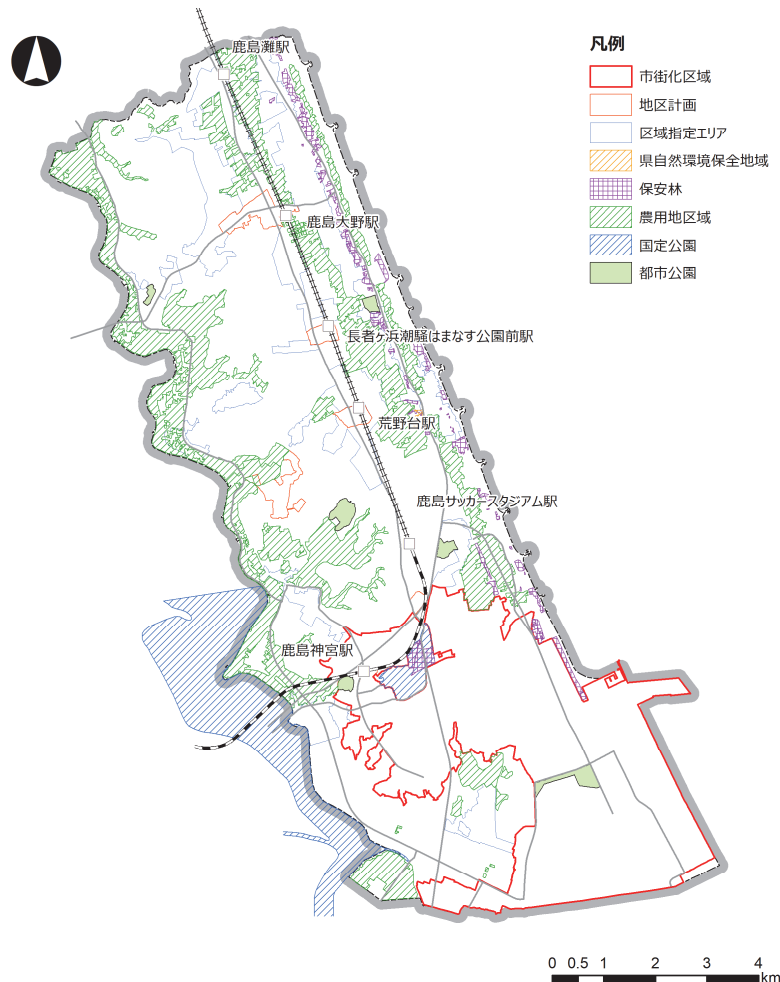 鹿島灘駅
凡例
市街化区域
地区計画
区域指定エリア
県自然環境保全地域
保安林
農用地区域
国定公園
都市公園
鹿島大野駅
長者ヶ浜潮騒はまなす公園前駅
荒野台駅
鹿島サッカースタジアム駅
鹿島神宮駅
0 0.5 1 2 3 4
km